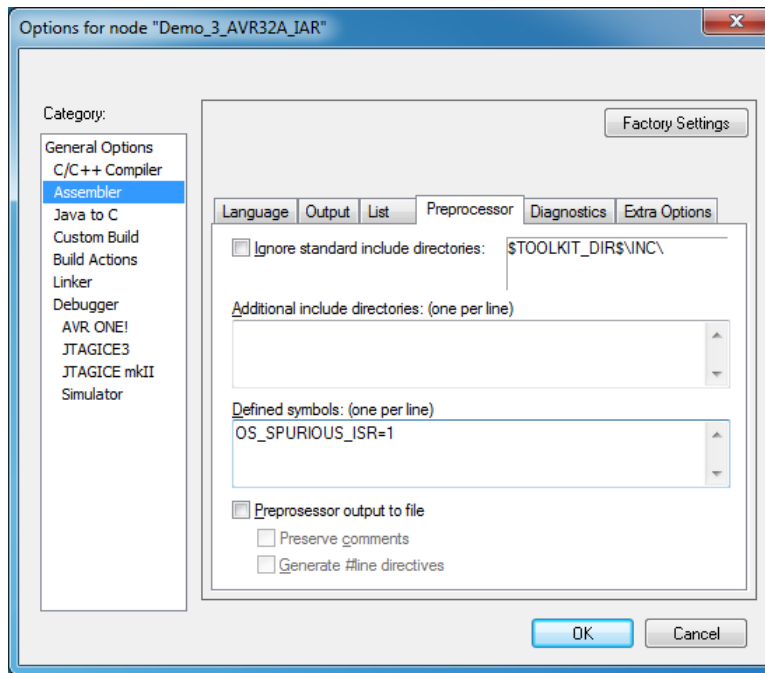 Options for node "Demo_3_AVR32A_IAR"
x
Category:
General Options
C/C++ Compiler
Assembler
Java to C
Custom Build
Build Actions
Linker
Debugger
AVR ONE!
JTAGICE3
JTAGICE mkII
Simulator
Factory Settings
Language Output List Preprocessor Diagnostics Extra Options
Ignore standard include directories: $TOOLKIT_DIR$\INC\
Additional include directories: (one per line)
Defined symbols: (one per line)
OS_SPURIOUS_ISR=1
Preprosessor output to file
Preserve comments
Generate #line directives
OK Cancel